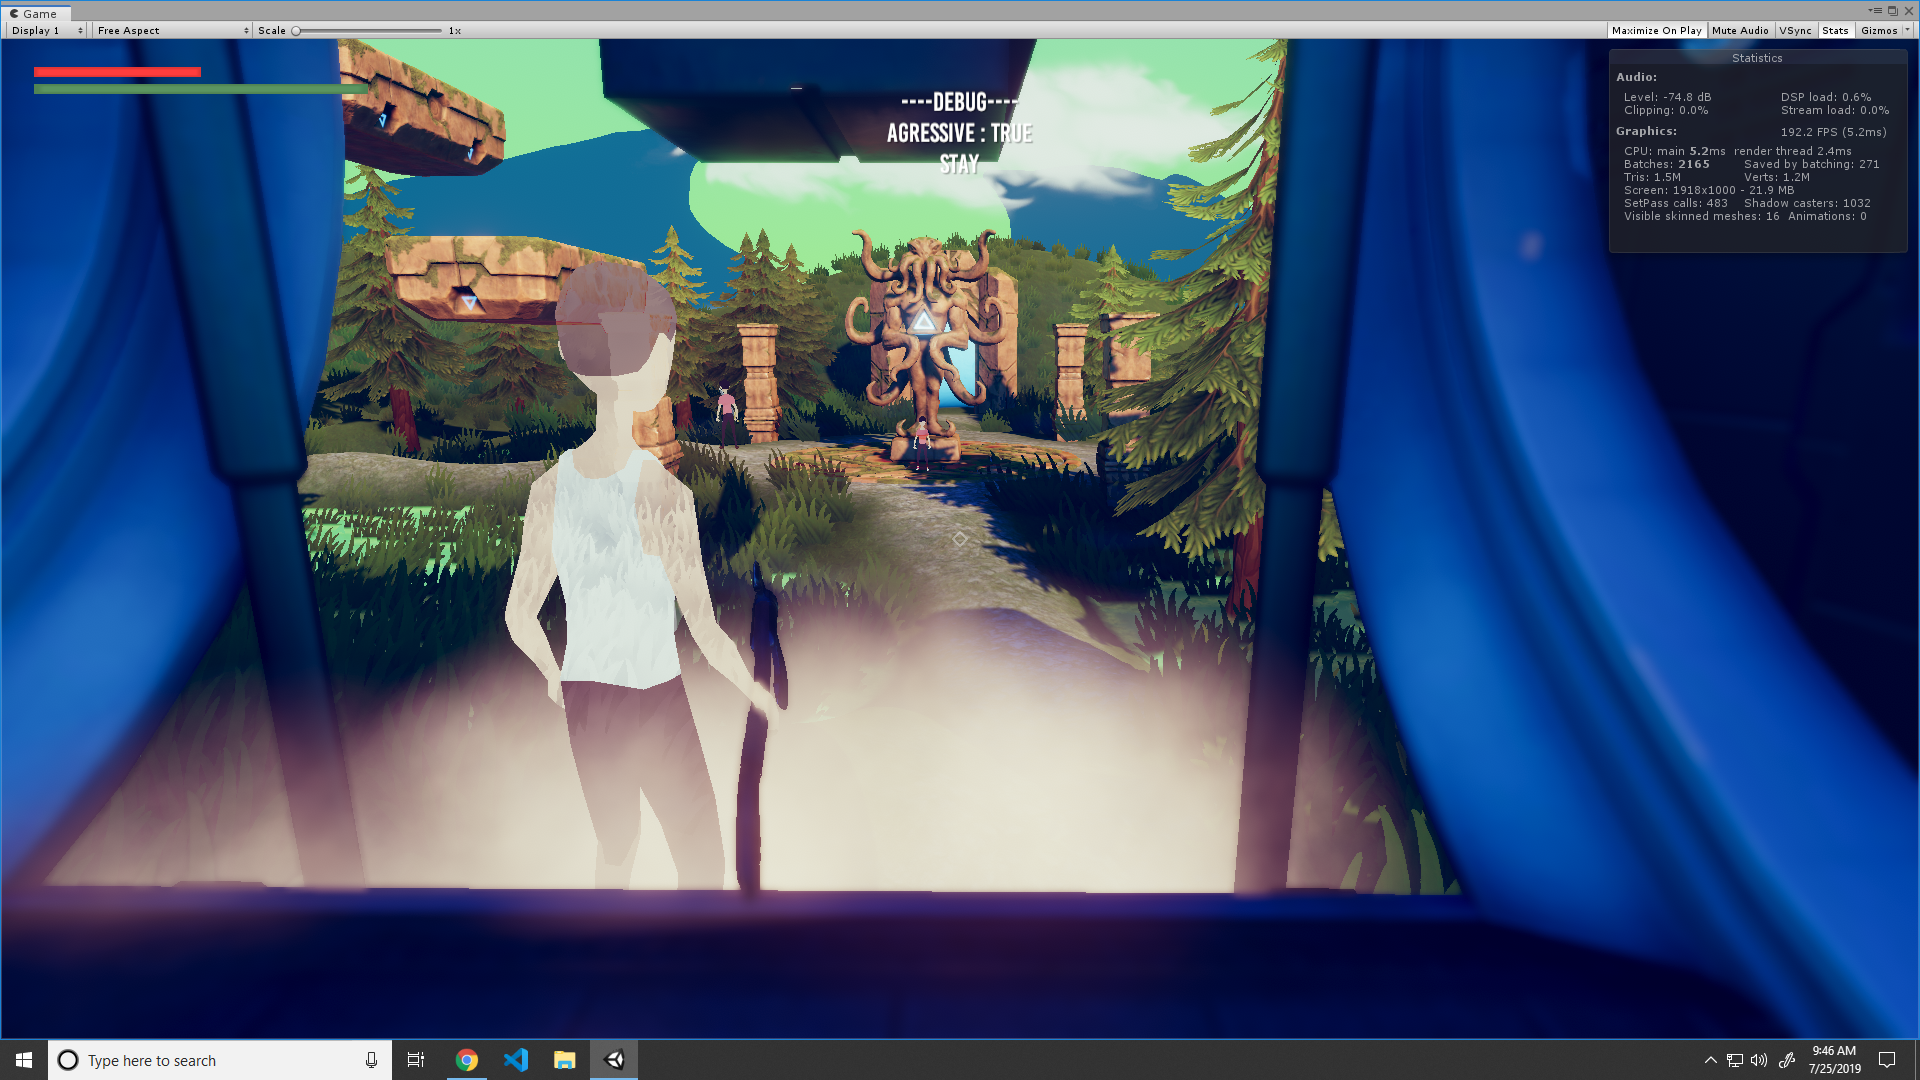 Game
Display 1
Free Aspect
Scale
1x
Maximize On Play
Mute Audio
VSync
Stats
Gizmos
----DEBUG----
AGRESSIVE : TRUE
STAY
Statistics
Audio:
Level: -74.8 dB
DSP load: 0.6%
Clipping: 0.0%
Stream load: 0.0%
Graphics:
192.2 FPS (5.2ms)
CPU: main 5.2ms render thread 2.4ms
Batches: 2165
Saved by batching: 271
Tris: 1.5M
Verts: 1.2M
Screen: 1918x1000 - 21.9 MB
SetPass calls: 483
Shadow casters: 1032
Visible skinned meshes: 16 Animations: 0
Type here to search
9:46 AM
7/25/2019